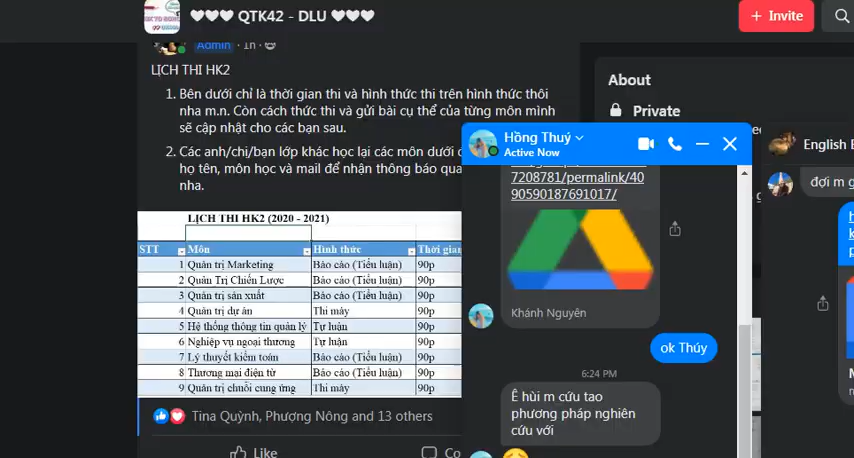 ♥♥♥ QTK42 - DLU ♥♥♥
+ Invite
Admin · 1h ·
LỊCH THI HK2
1. Bên dưới chỉ là thời gian thi và hình thức thi trên hình thức thôi
nha m.n. Còn cách thức thi và gửi bài cụ thể của từng môn mình
sẽ cập nhật cho các bạn sau.
2. Các anh/chị/bạn lớp khác học lại các môn dưới
họ tên, môn học và mail để nhận thông báo qua
nha.
LỊCH THI HK2 (2020 - 2021)
STT Môn Hình thức Thời gian
1 Quản trị Marketing Báo cáo (Tiểu luận) 90p
2 Quản Trị Chiến Lược Báo cáo (Tiểu luận) 90p
3 Quản trị sản xuất Báo cáo (Tiểu luận) 90p
4 Quản trị dự án Thi máy 90p
5 Hệ thống thông tin quản lý Tự luận 90p
6 Nghiệp vụ ngoại thương Tự luận 90p
7 Lý thuyết kiểm toán Báo cáo (Tiểu luận) 90p
8 Thương mại điện tử Báo cáo (Tiểu luận) 90p
9 Quản trị chuỗi cung ứng Thi máy 90p
Tina Quỳnh, Phượng Nông and 13 others
Like
Co
About
Private
Hồng Thuý
Active Now
7208781/permalink/40
90590187691017/
Khánh Nguyên
ok Thúy
6:24 PM
Ê hùi m cứu tao
phương pháp nghiên
cứu với
English
đợi m g